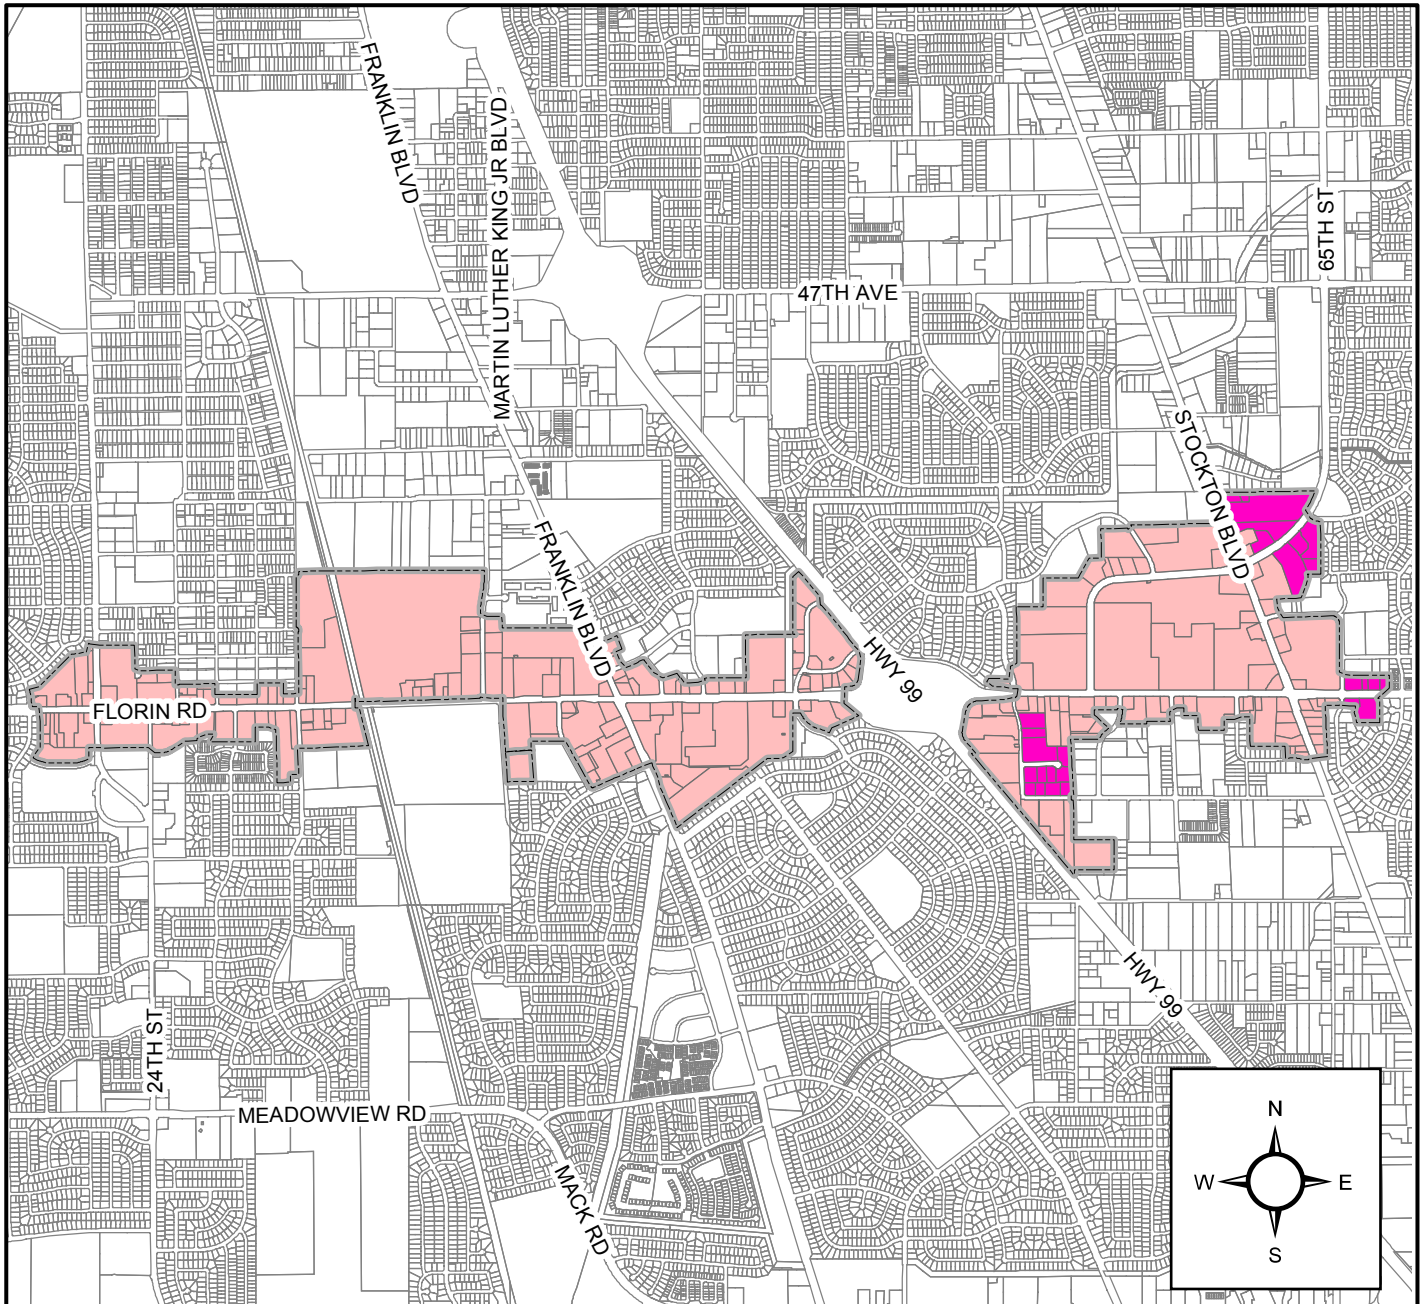 FRANKLIN BLVD
MARTIN LUTHER KING JR BLVD
65TH ST
47TH AVE
STOCKTON BLVD
FRANKLIN BLVD
HWY 99
FLORIN RD
HWY 99
24TH ST
MEADOWVIEW RD
MACK RD
N
W E
S